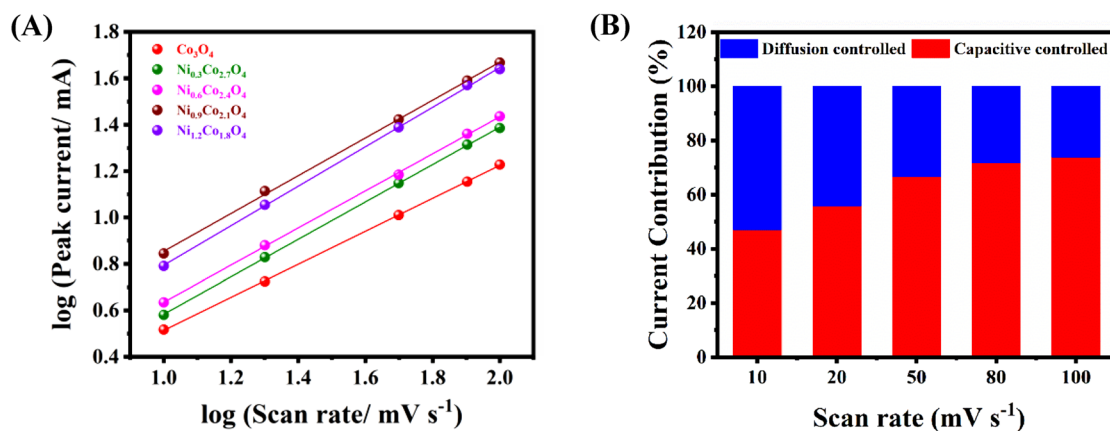 (A)
log (Peak current/ mA)
1.8
1.6
1.4
1.2
1.0
0.8
0.6
0.4
Co₃O₄
Ni₀.₃Co₂.₇O₄
Ni₀.₆Co₂.₄O₄
Ni₀.₉Co₂.₁O₄
Ni₁.₂Co₁.₈O₄
1.0 1.2 1.4 1.6 1.8 2.0
log (Scan rate/ mV s⁻¹)
(B)
Current Contribution (%)
120
100
80
60
40
20
0
Diffusion controlled Capacitive controlled
10 20 50 80 100
Scan rate (mV s⁻¹)